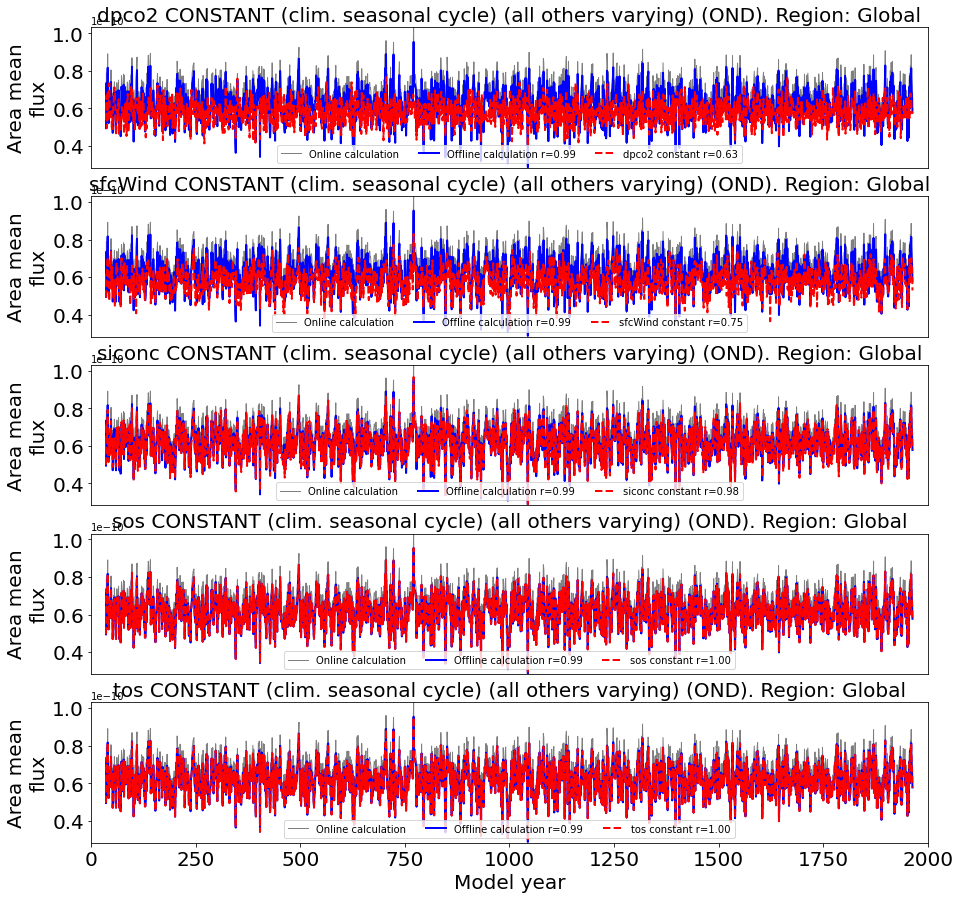 dpco2 CONSTANT (clim. seasonal cycle) (all others varying) (OND). Region: Global
1e−10
1.0
0.8
0.6
0.4
Area mean
flux
Online calculation
Offline calculation r=0.99
dpco2 constant r=0.63
sfcWind CONSTANT (clim. seasonal cycle) (all others varying) (OND). Region: Global
1e−10
1.0
0.8
0.6
0.4
Area mean
flux
Online calculation
Offline calculation r=0.99
sfcWind constant r=0.75
siconc CONSTANT (clim. seasonal cycle) (all others varying) (OND). Region: Global
1e−10
1.0
0.8
0.6
0.4
Area mean
flux
Online calculation
Offline calculation r=0.99
siconc constant r=0.98
sos CONSTANT (clim. seasonal cycle) (all others varying) (OND). Region: Global
1e−10
1.0
0.8
0.6
0.4
Area mean
flux
Online calculation
Offline calculation r=0.99
sos constant r=1.00
tos CONSTANT (clim. seasonal cycle) (all others varying) (OND). Region: Global
1e−10
1.0
0.8
0.6
0.4
Area mean
flux
Online calculation
Offline calculation r=0.99
tos constant r=1.00
0 250 500 750 1000 1250 1500 1750 2000
Model year